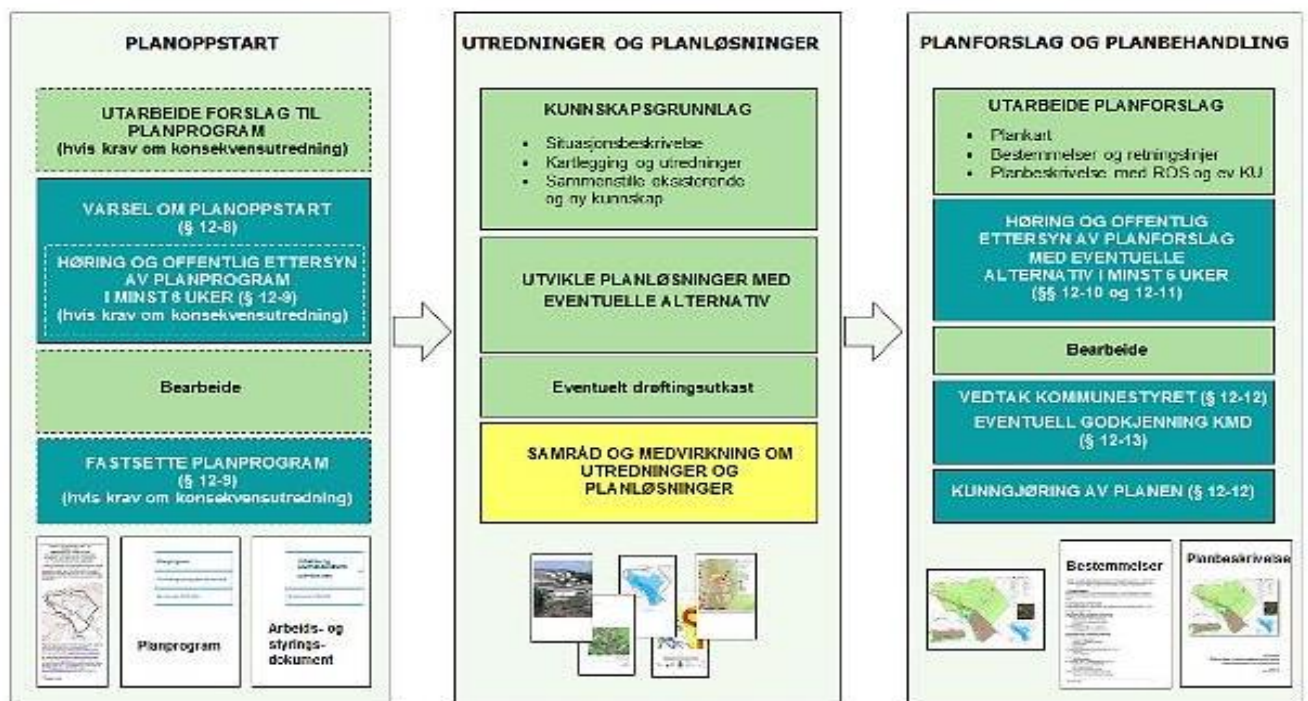 PLANOPPSTART
UTARBEIDE FORSLAG TIL
PLANPROGRAM
(hvis krav om konsekvensutredning)
VARSEL OM PLANOPPSTART
(§ 12-8)
HØRING OG OFFENTLIG ETTERSYN
AV PLANPROGRAM
I MINST 6 UKER (§ 12-9)
(hvis krav om konsekvensutredning)
Bearbeide
FASTSETTE PLANPROGRAM
(§ 12-9)
(hvis krav om konsekvensutredning)
Planprogram
Arbeids- og
styrings-
dokument
UTREDNINGER OG PLANLØSNINGER
KUNNSKAPSGRUNNLAG
• Situasjonsbeskrivelse
• Kartlegging og utredninger
• Sammenstille eksisterende
og ny kunnskap
UTVIKLE PLANLØSNINGER MED
EVENTUELLE ALTERNATIV
Eventuelt drøftingsutkast
SAMRÅD OG MEDVIRKNING OM
UTREDNINGER OG
PLANLØSNINGER
PLANFORSLAG OG PLANBEHANDLING
UTARBEIDE PLANFORSLAG
• Plankart
• Bestemmelser og retningslinjer
• Planbeskrivelse med ROS og ev KU
HØRING OG OFFENTLIG
ETTERSYN AV PLANFORSLAG
MED EVENTUELLE
ALTERNATIV I MINST 6 UKER
(§§ 12-10 og 12-11)
Bearbeide
VEDTAK KOMMUNESTYRET (§ 12-12)
EVENTUELL GODKJENNING KMD
(§ 12-13)
KUNNGJØRING AV PLANEN (§ 12-12)
Bestemmelser
Planbeskrivelse